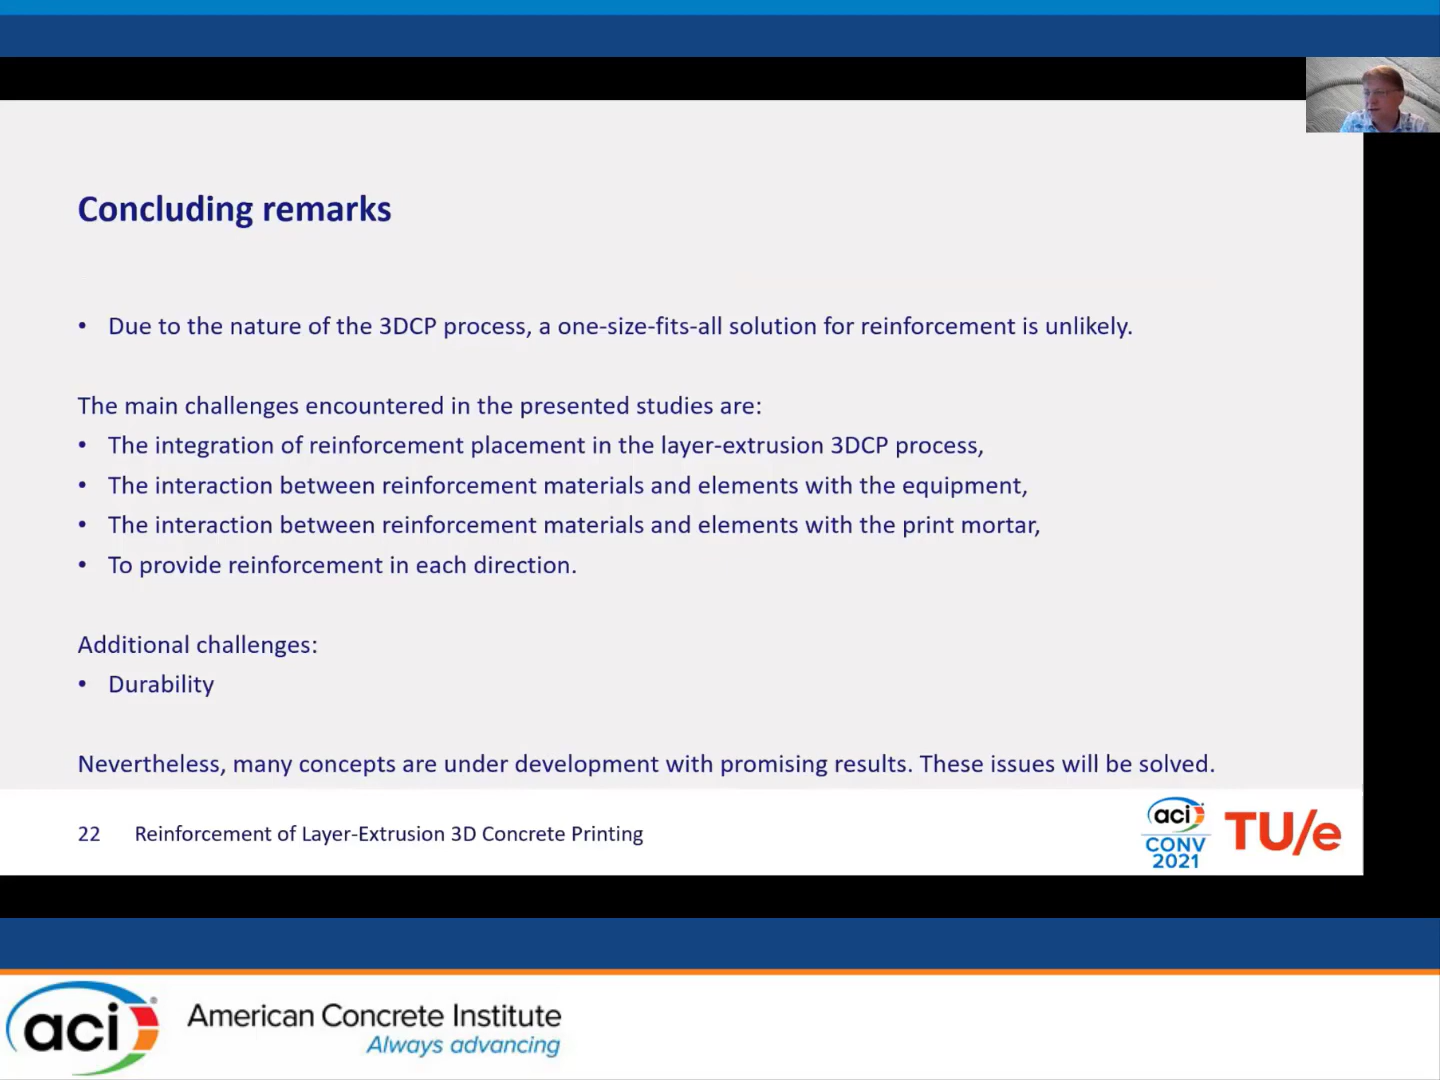 Concluding remarks
• Due to the nature of the 3DCP process, a one-size-fits-all solution for reinforcement is unlikely.
The main challenges encountered in the presented studies are:
• The integration of reinforcement placement in the layer-extrusion 3DCP process,
• The interaction between reinforcement materials and elements with the equipment,
• The interaction between reinforcement materials and elements with the print mortar,
• To provide reinforcement in each direction.
Additional challenges:
• Durability
Nevertheless, many concepts are under development with promising results. These issues will be solved.
22 Reinforcement of Layer-Extrusion 3D Concrete Printing
aci
CONV
2021
TU/e
aci
American Concrete Institute
Always advancing